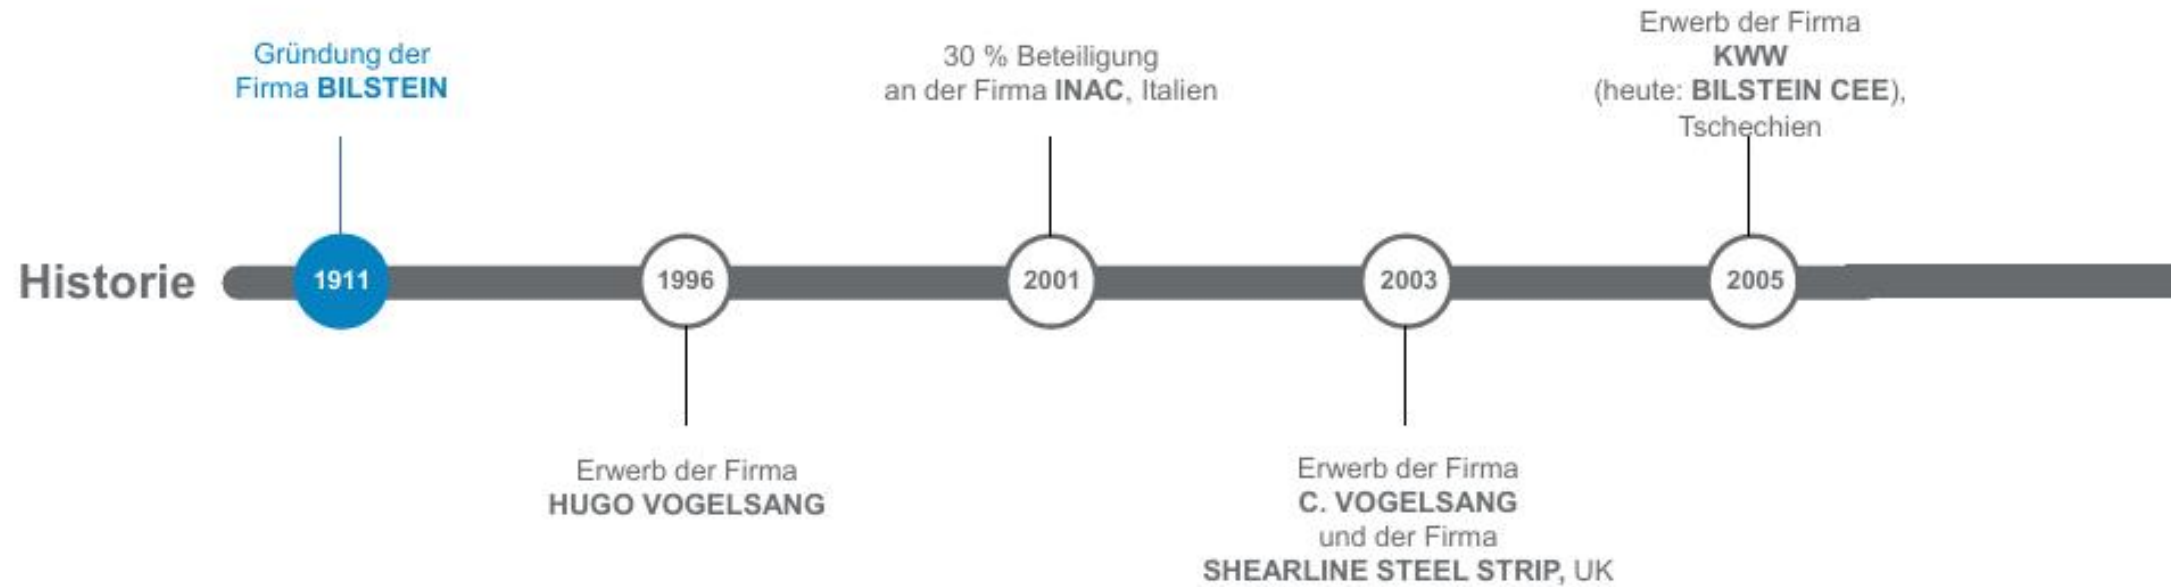 Gründung der
Firma BILSTEIN
30 % Beteiligung
an der Firma INAC, Italien
Erwerb der Firma
KWW
(heute: BILSTEIN CEE),
Tschechien
Historie
1911
1996
2001
2003
2005
Erwerb der Firma
HUGO VOGELSANG
Erwerb der Firma
C. VOGELSANG
und der Firma
SHEARLINE STEEL STRIP, UK